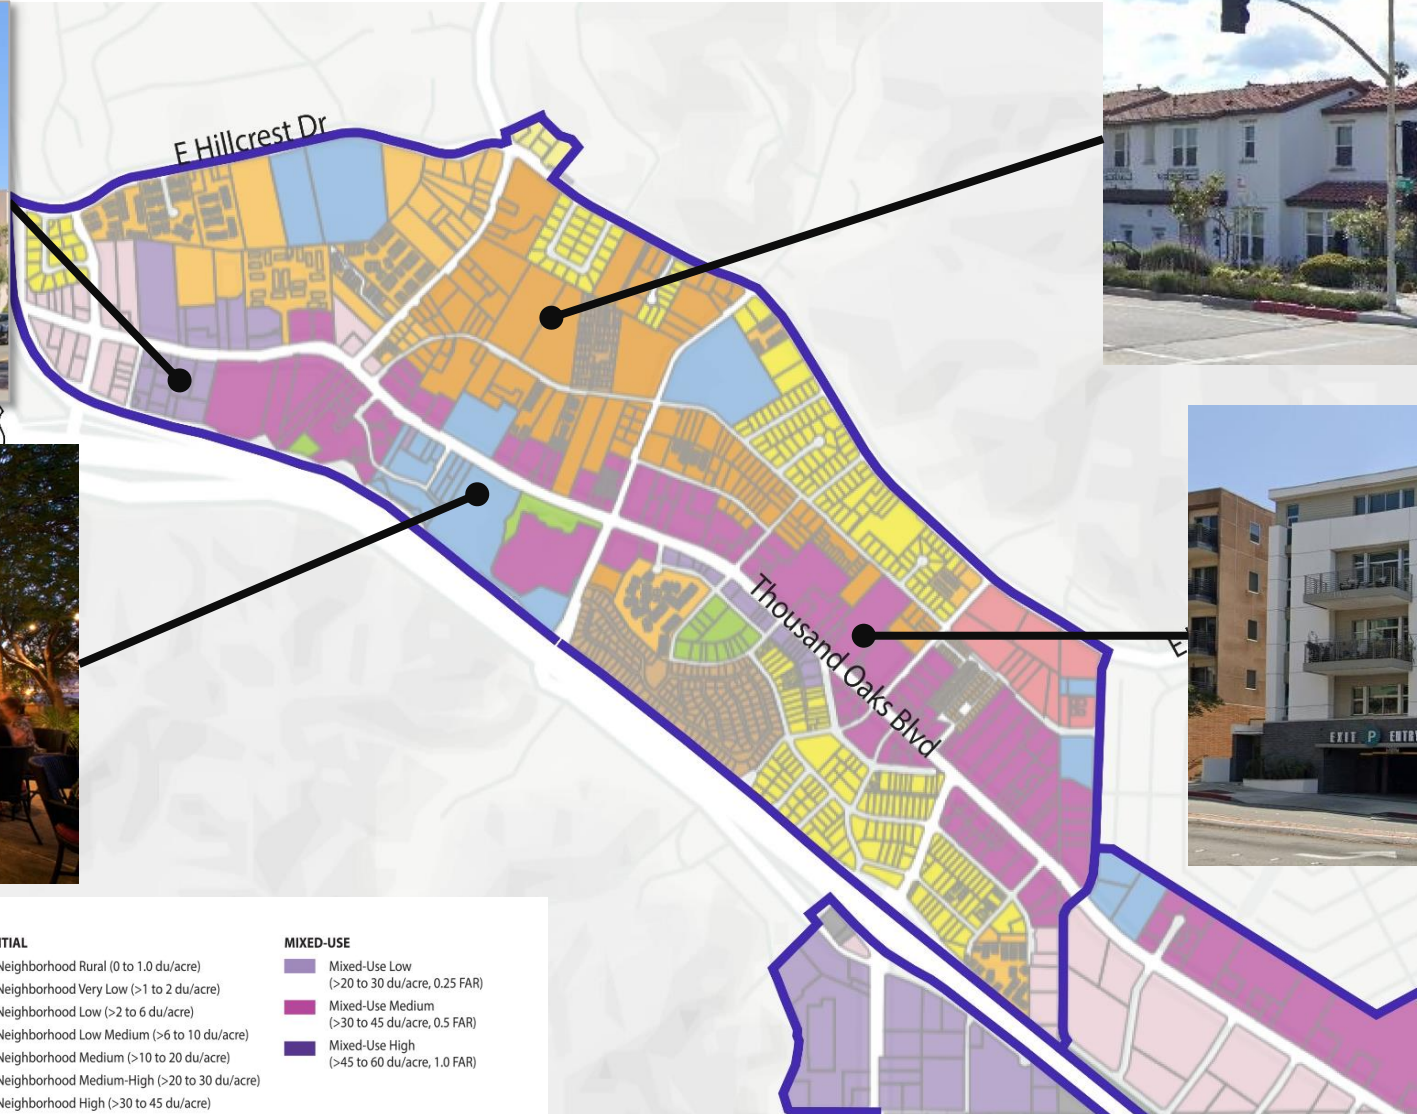 E Hillcrest Dr
Thousand Oaks Blvd
EXIT P ENTRY
NTIAL
Neighborhood Rural (0 to 1.0 du/acre)
Neighborhood Very Low (>1 to 2 du/acre)
Neighborhood Low (>2 to 6 du/acre)
Neighborhood Low Medium (>6 to 10 du/acre)
Neighborhood Medium (>10 to 20 du/acre)
Neighborhood Medium-High (>20 to 30 du/acre)
Neighborhood High (>30 to 45 du/acre)
MIXED-USE
Mixed-Use Low
(>20 to 30 du/acre, 0.25 FAR)
Mixed-Use Medium
(>30 to 45 du/acre, 0.5 FAR)
Mixed-Use High
(>45 to 60 du/acre, 1.0 FAR)